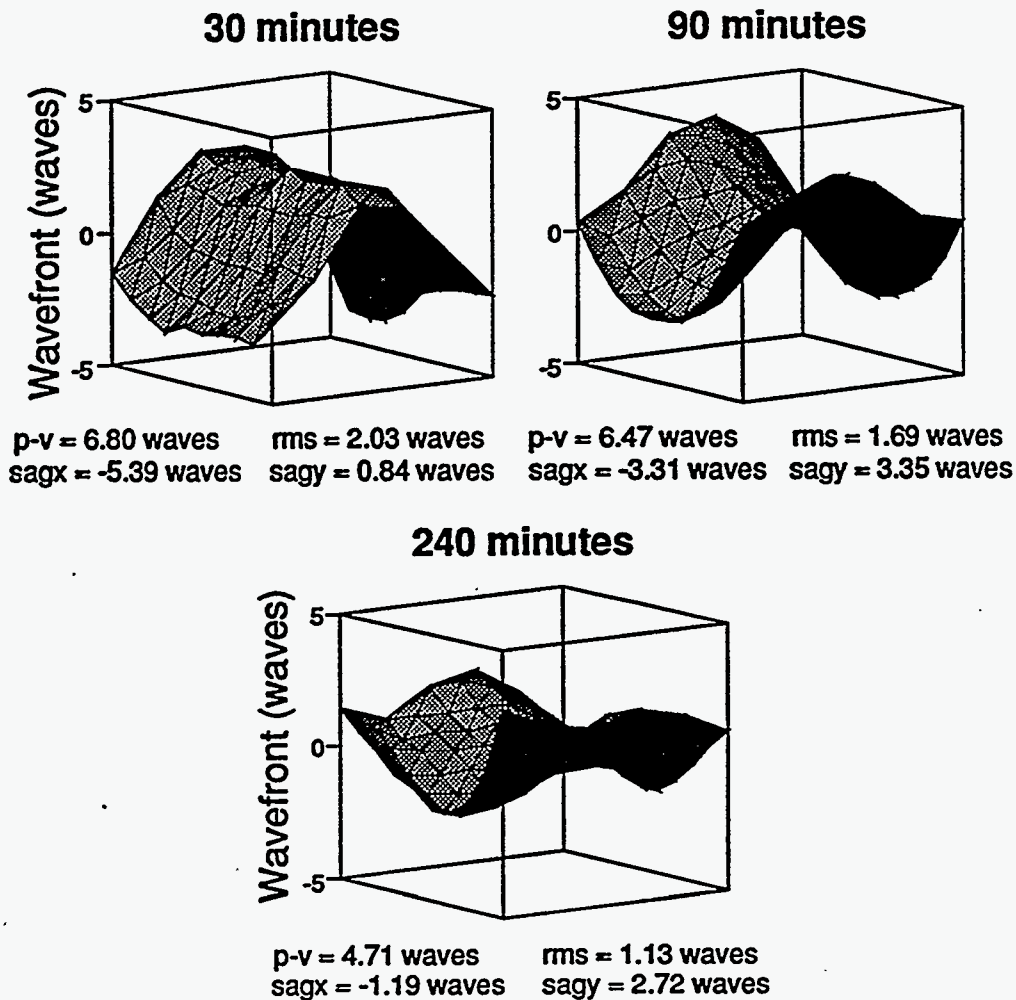 30 minutes
90 minutes
Wavefront (waves)
5
0
-5
5
0
-5
p-v = 6.80 waves rms = 2.03 waves
sagx = -5.39 waves sagy = 0.84 waves
p-v = 6.47 waves rms = 1.69 waves
sagx = -3.31 waves sagy = 3.35 waves
240 minutes
Wavefront (waves)
5
0
-5
p-v = 4.71 waves rms = 1.13 waves
sagx = -1.19 waves sagy = 2.72 waves